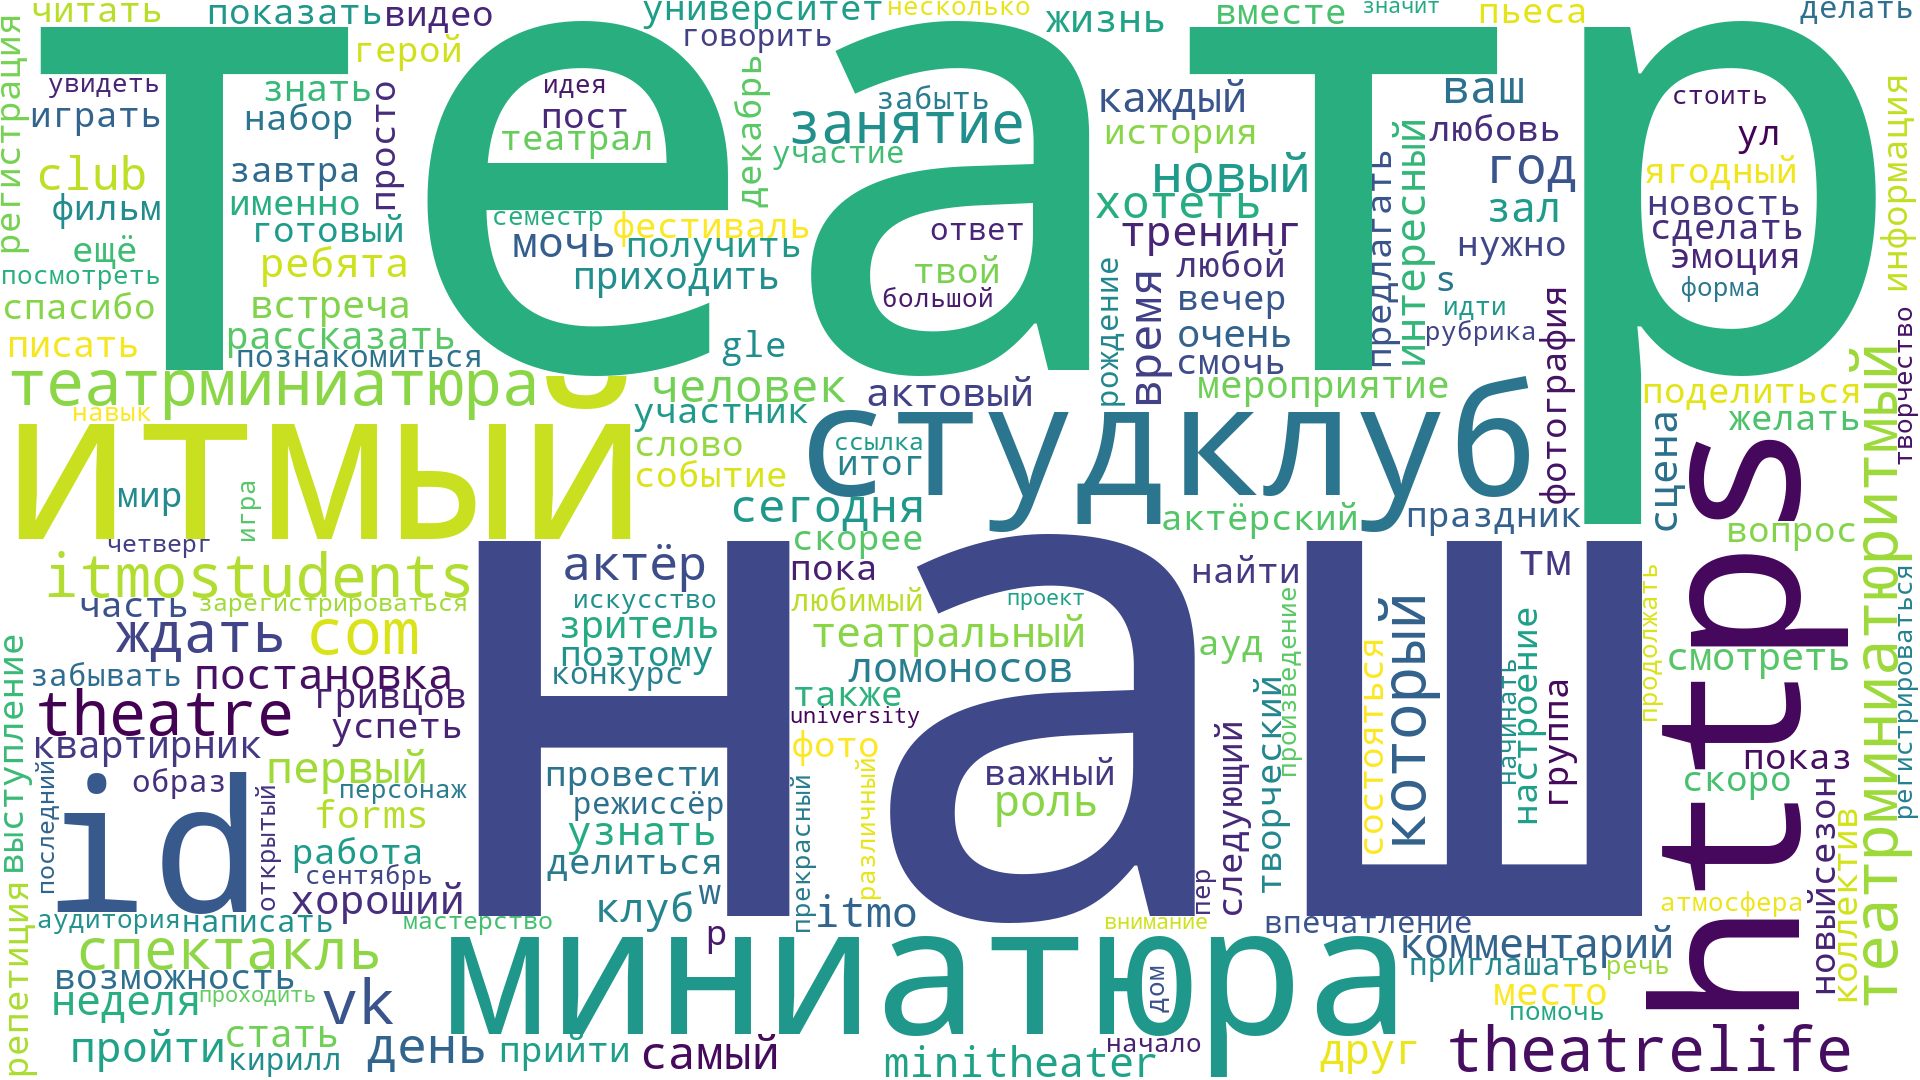 театр
наш
https
итмый
студклуб
миниатюра
id
читать
показать
видео
университет
несколько
говорить
жизнь
вместе
значит
пьеса
делать
регистрация
увидеть
герой
знать
играть
набор
просто
идея
пост
театрал
декабрь
забыть
занятие
участие
каждый
история
новый
хотеть
тренинг
интересный
предлагать
ваш
любовь
год
зал
нужно
стоить
ул
ягодный
новость
сделать
эмоция
форма
информация
club
завтра
фильм
именно
готовый
ещё
ребята
посмотреть
спасибо
встреча
писать
рассказать
познакомиться
семестр
фестиваль
мочь
получить
приходить
ответ
твой
большой
gle
рождение
время
любой
вечер
очень
смочь
s
идти
рубрика
фотография
творчество
театрминиатюра
навык
человек
актовый
мероприятие
участник
слово
событие
ссылка
итог
поделиться
желать
сцена
театрминиатюритмый
мир
игра
сегодня
актёрский
праздник
вопрос
четверг
скорее
itmostudents
актёр
пока
найти
тм
часть
зарегистрироваться
искусство
любимый
проект
ждать
com
зритель
театральный
который
ауд
произведение
состояться
настроение
начинать
группа
продолжать
смотреть
регистрироваться
выступление
забывать
постановка
поэтому
конкурс
ломоносов
гривцов
также
theatre
успеть
university
квартирник
фото
показ
последний
образ
первый
персонаж
провести
важный
скоро
открытый
forms
режиссёр
роль
различный
прекрасный
следующий
творческий
узнать
работа
делиться
сентябрь
хороший
w
клуб
itmo
пер
новыйсезон
коллектив
репетиция
аудитория
написать
мастерство
р
внимание
впечатление
атмосфера
спектакль
комментарий
возможность
приглашать
речь
неделя
проходить
vk
дом
место
помочь
стать
пройти
кирилл
день
прийти
самый
minitheater
начало
друг
theatrelife